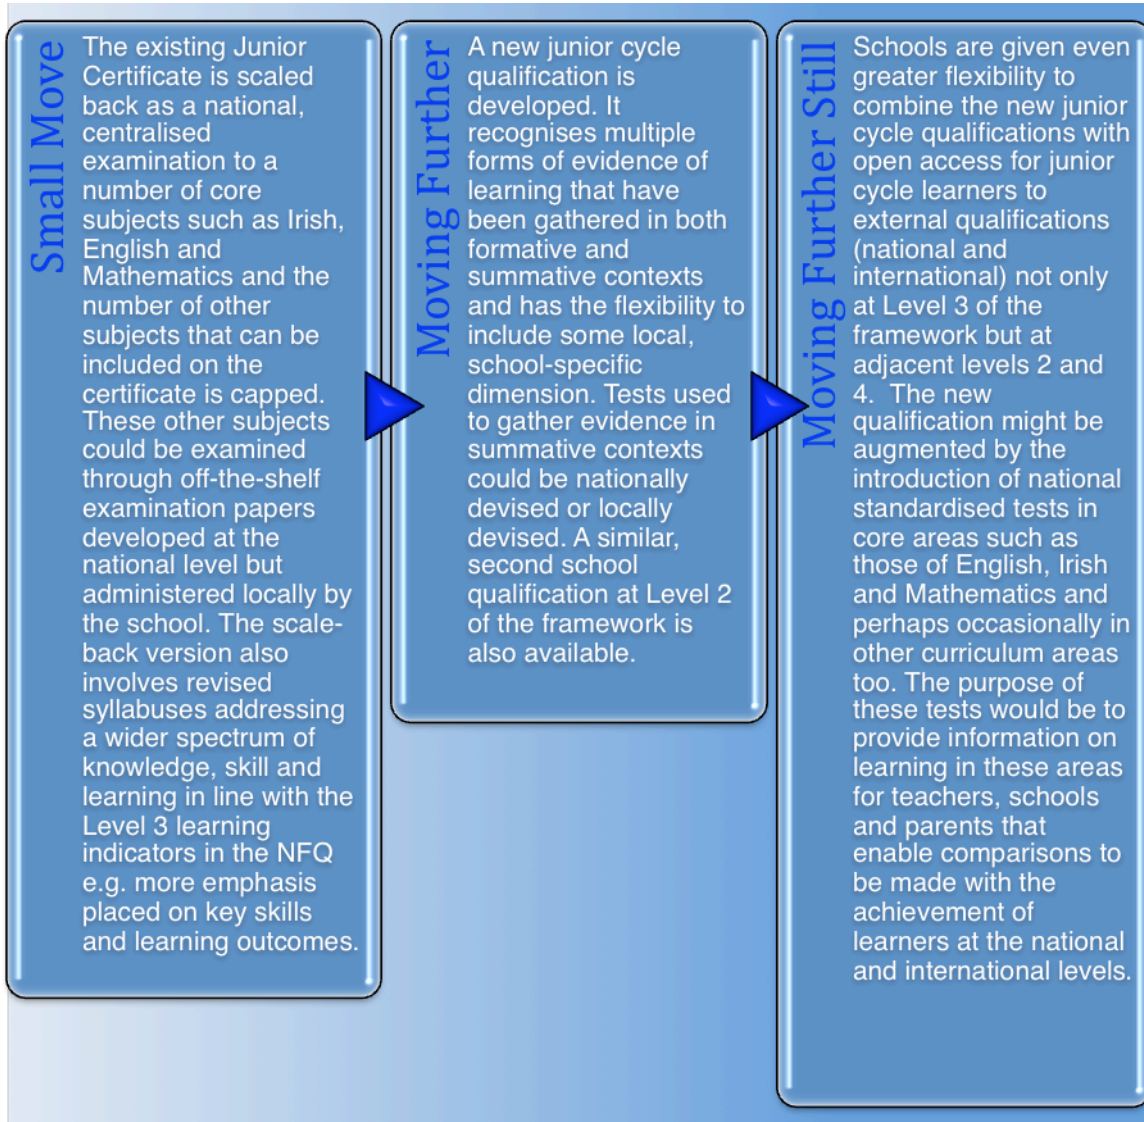 Small Move
The existing Junior
Certificate is scaled
back as a national,
centralised
examination to a
number of core
subjects such as Irish,
English and
Mathematics and the
number of other
subjects that can be
included on the
certificate is capped.
These other subjects
could be examined
through off-the-shelf
examination papers
developed at the
national level but
administered locally by
the school. The scale-
back version also
involves revised
syllabuses addressing
a wider spectrum of
knowledge, skill and
learning in line with the
Level 3 learning
indicators in the NFQ
e.g. more emphasis
placed on key skills
and learning outcomes.
Moving Further
A new junior cycle
qualification is
developed. It
recognises multiple
forms of evidence of
learning that have
been gathered in both
formative and
summative contexts
and has the flexibility to
include some local,
school-specific
dimension. Tests used
to gather evidence in
summative contexts
could be nationally
devised or locally
devised. A similar,
second school
qualification at Level 2
of the framework is
also available.
Moving Further Still
Schools are given even
greater flexibility to
combine the new junior
cycle qualifications with
open access for junior
cycle learners to
external qualifications
(national and
international) not only
at Level 3 of the
framework but at
adjacent levels 2 and
4. The new
qualification might be
augmented by the
introduction of national
standardised tests in
core areas such as
those of English, Irish
and Mathematics and
perhaps occasionally in
other curriculum areas
too. The purpose of
these tests would be to
provide information on
learning in these areas
for teachers, schools
and parents that
enable comparisons to
be made with the
achievement of
learners at the national
and international levels.